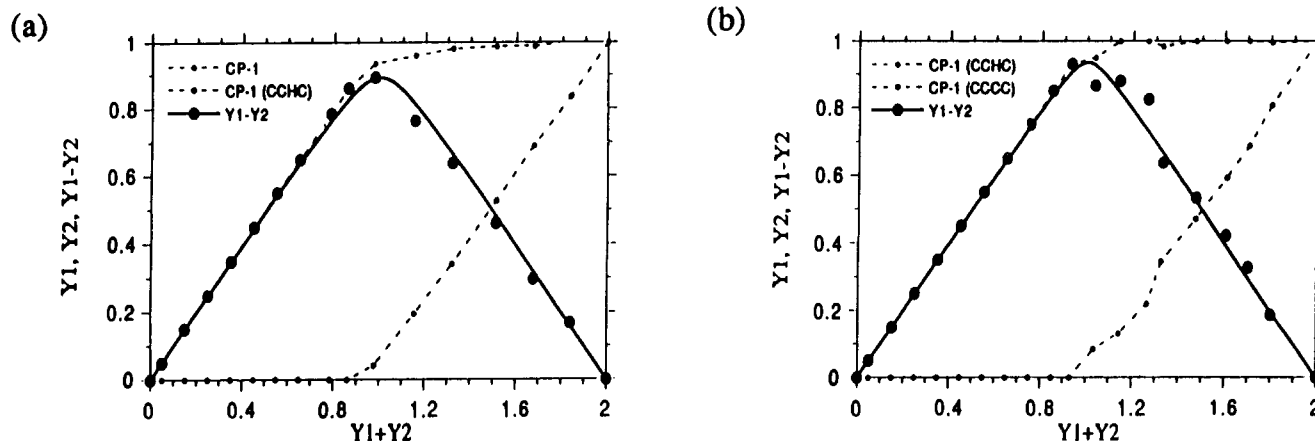 (a)
Y1, Y2, Y1-Y2
1
0.8
0.6
0.4
0.2
0
CP-1
CP-1 (CCHC)
Y1-Y2
0 0.4 0.8 1.2 1.6 2
Y1+Y2
(b)
Y1, Y2, Y1-Y2
1
0.8
0.6
0.4
0.2
0
CP-1 (CCHC)
CP-1 (CCCC)
Y1-Y2
0 0.4 0.8 1.2 1.6 2
Y1+Y2